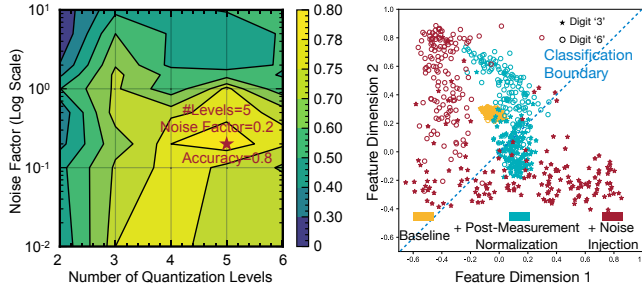 10¹
10⁰
10⁻¹
10⁻²
Noise Factor (Log Scale)
2 3 4 5 6
Number of Quantization Levels
#Levels=5
Noise Factor=0.2
Accuracy=0.8
0.80
0.78
0.75
0.70
0.60
0.50
0.40
0.30
0
1.0
0.8
0.6
0.4
0.2
0.0
-0.2
-0.4
-0.6
-0.4
Feature Dimension 2
Digit '3'
Digit '6'
Classification
Boundary
Baseline
+ Post-Measurement
Normalization
+ Noise
Injection
-0.6 -0.4 -0.2 0.0 0.2 0.4 0.6 0.8 1
Feature Dimension 1